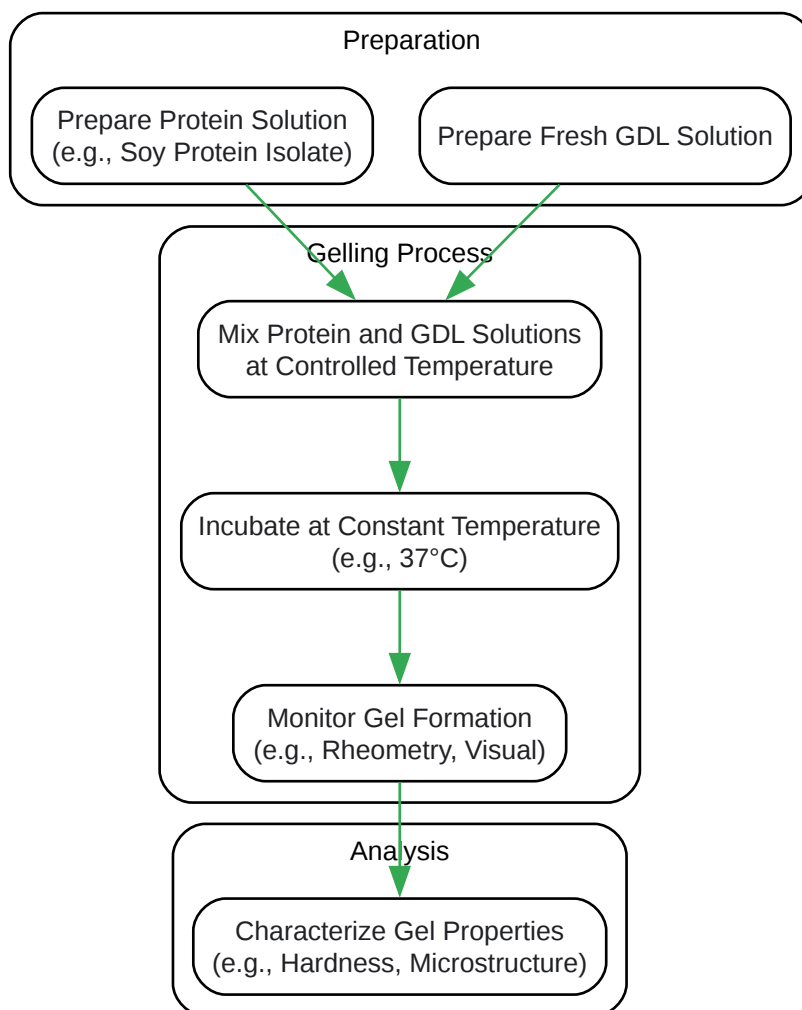 Preparation
Prepare Protein Solution
(e.g., Soy Protein Isolate)
Prepare Fresh GDL Solution
Gelling Process
Mix Protein and GDL Solutions
at Controlled Temperature
Incubate at Constant Temperature
(e.g., 37°C)
Monitor Gel Formation
(e.g., Rheometry, Visual)
Analysis
Characterize Gel Properties
(e.g., Hardness, Microstructure)